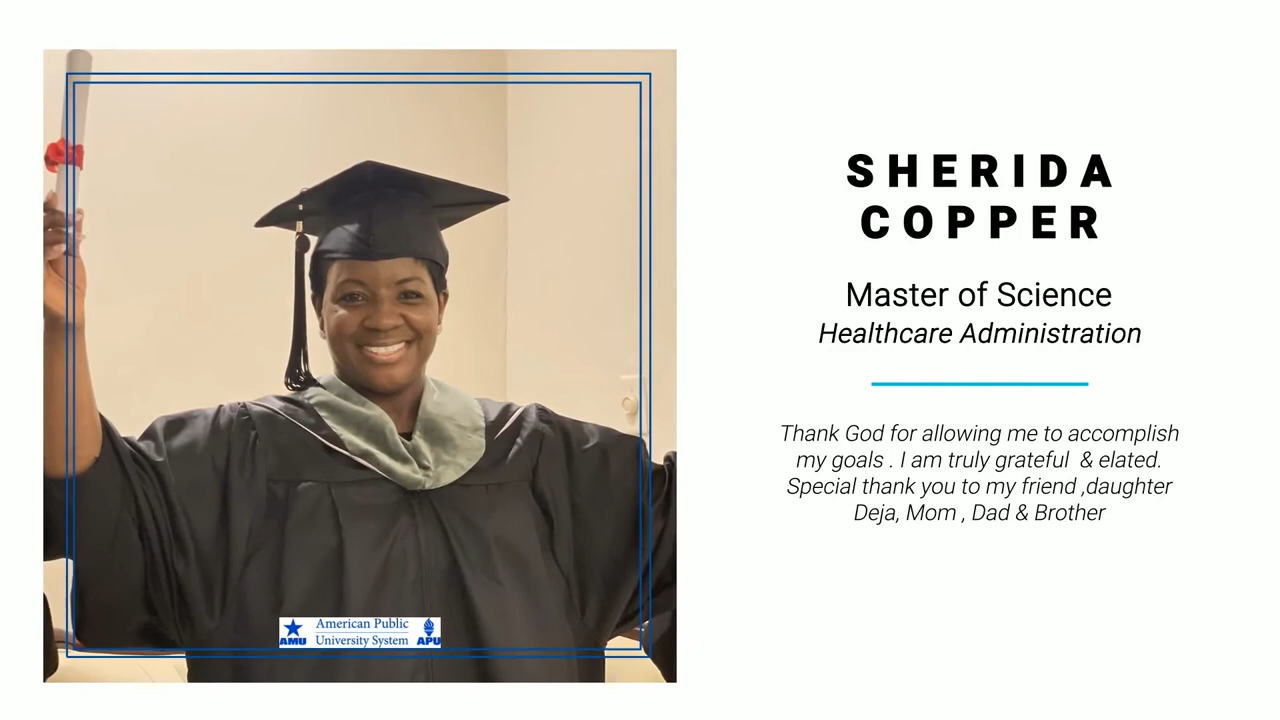 SHERIDA
COPPER
Master of Science
Healthcare Administration
Thank God for allowing me to accomplish
my goals . I am truly grateful  & elated.
Special thank you to my friend ,daughter
Deja, Mom , Dad & Brother
AMU
American Public
University System
APU